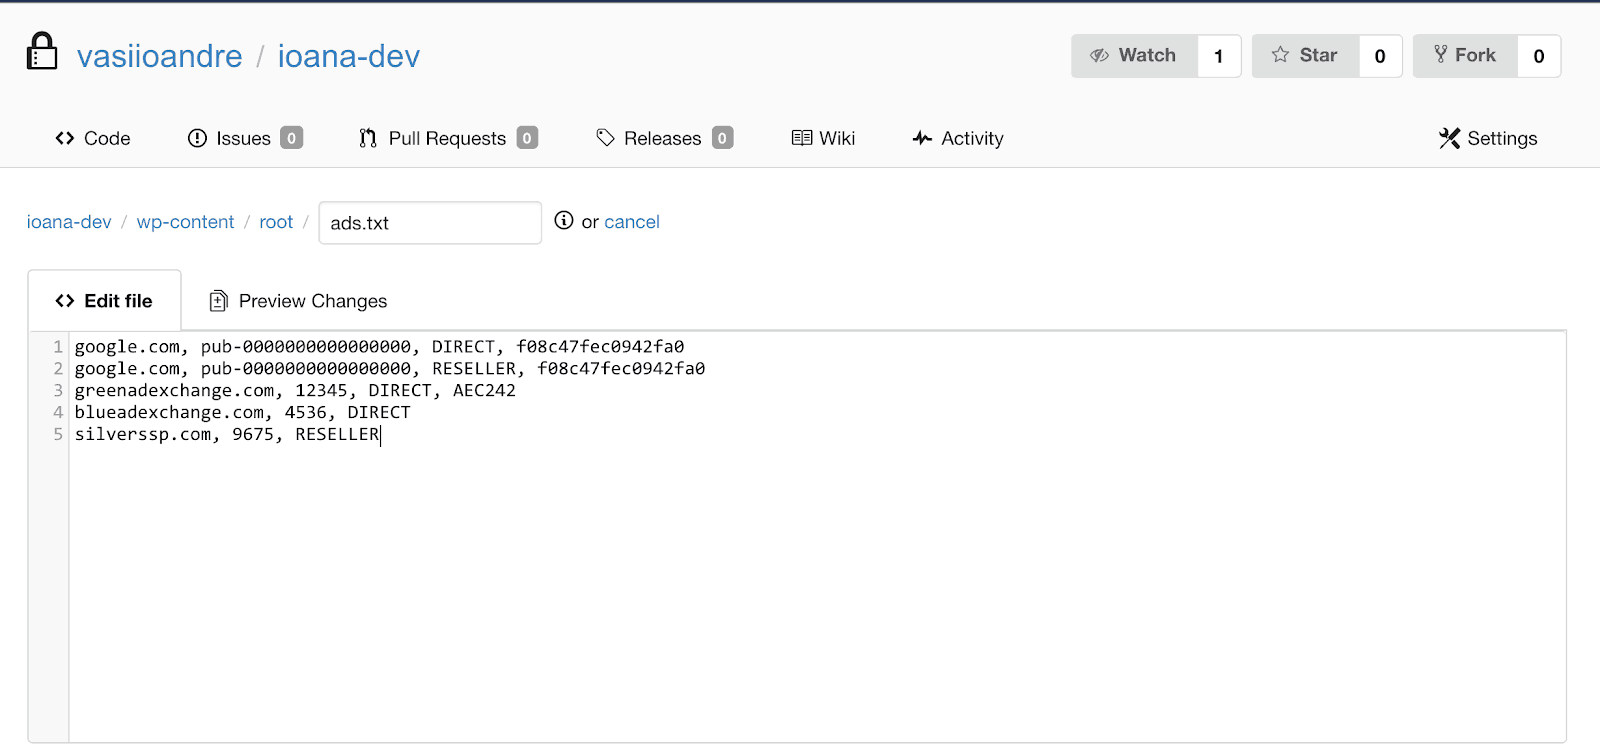 vasiioandre / ioana-dev
Watch 1 Star 0 Fork 0
Code Issues 0 Pull Requests 0 Releases 0 Wiki Activity Settings
ioana-dev / wp-content / root / ads.txt or cancel
Edit file Preview Changes
1 google.com, pub-0000000000000000, DIRECT, f08c47fec0942fa0
2 google.com, pub-0000000000000000, RESELLER, f08c47fec0942fa0
3 greenadexchange.com, 12345, DIRECT, AEC242
4 blueadexchange.com, 4536, DIRECT
5 silverssp.com, 9675, RESELLER